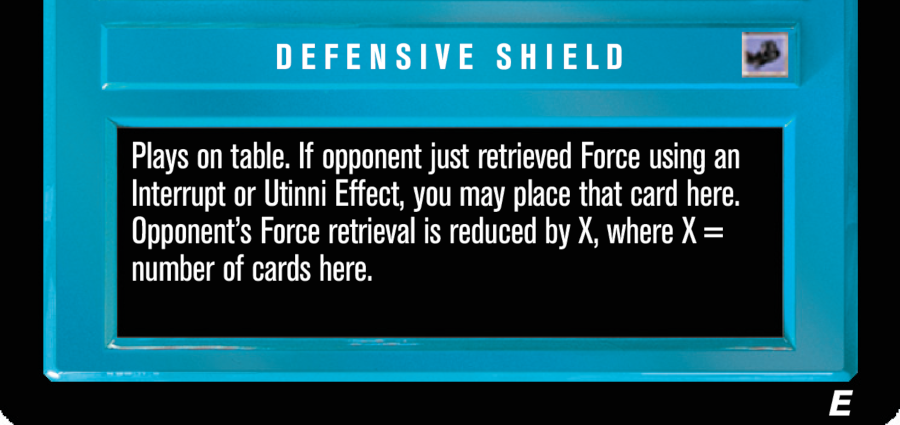 DEFENSIVE SHIELD
Plays on table. If opponent just retrieved Force using an
Interrupt or Utinni Effect, you may place that card here.
Opponent’s Force retrieval is reduced by X, where X =
number of cards here.
E